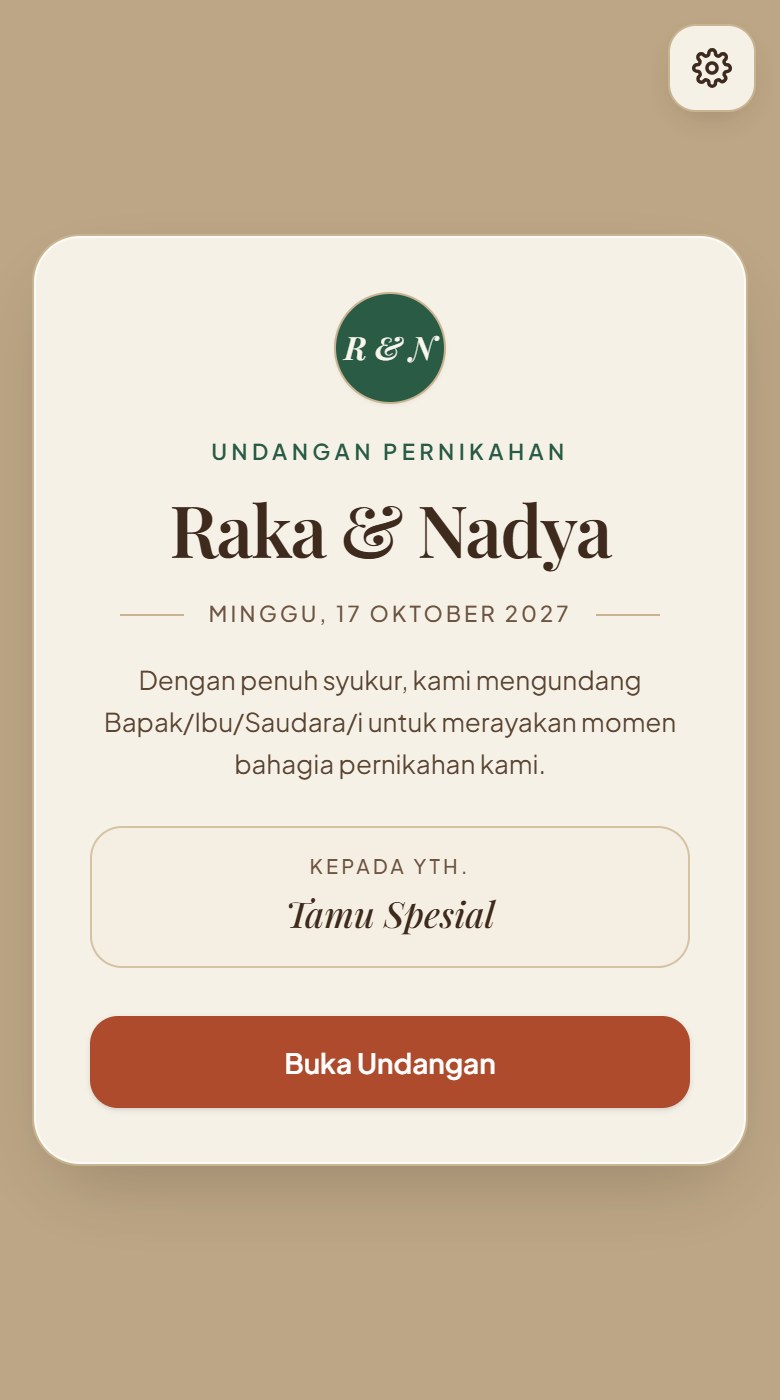 R & N
UNDANGAN PERNIKAHAN
Raka & Nadya
MINGGU, 17 OKTOBER 2027
Dengan penuh syukur, kami mengundang
Bapak/Ibu/Saudara/i untuk merayakan momen
bahagia pernikahan kami.
KEPADA YTH.
Tamu Spesial
Buka Undangan